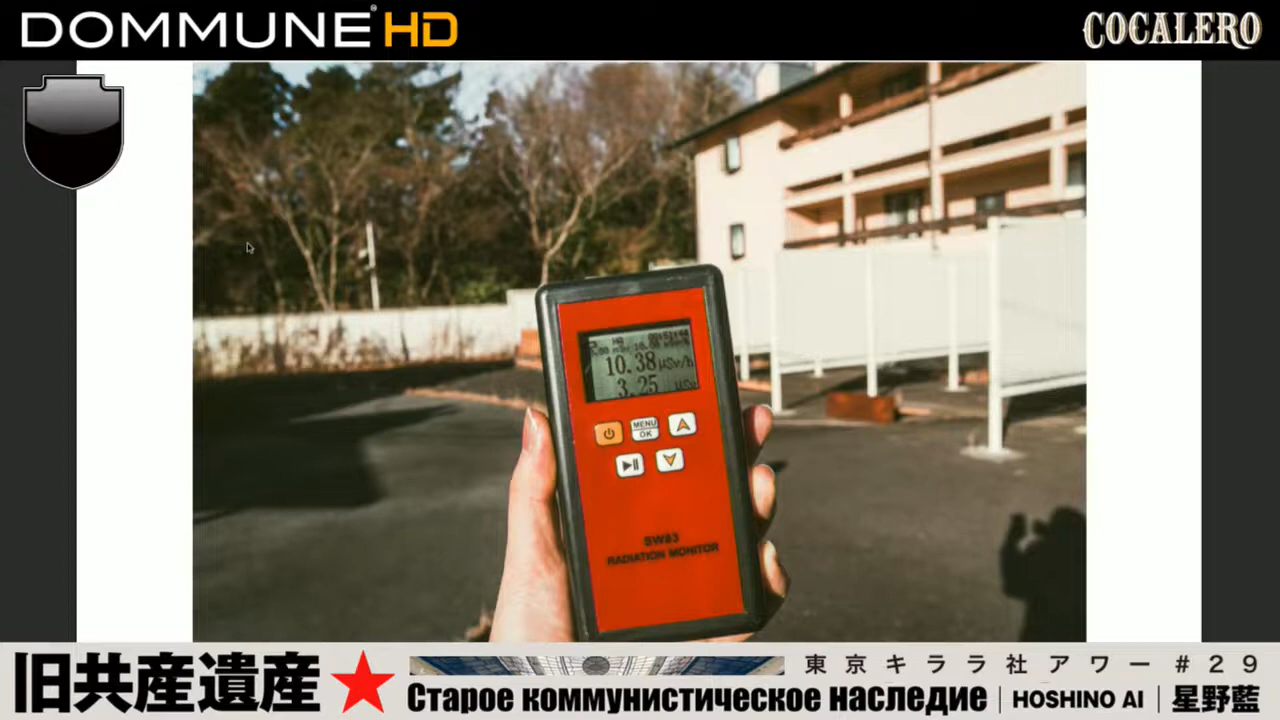 DOMMUNE HD
COCALERO
10.38 μSv/h
3.25 μSv
MENU
OK
SW83
RADIATION MONITOR
旧共産遺産★
東京キララ社アワー#29
Старое коммунистическое наследие | HOSHINO AI | 星野藍